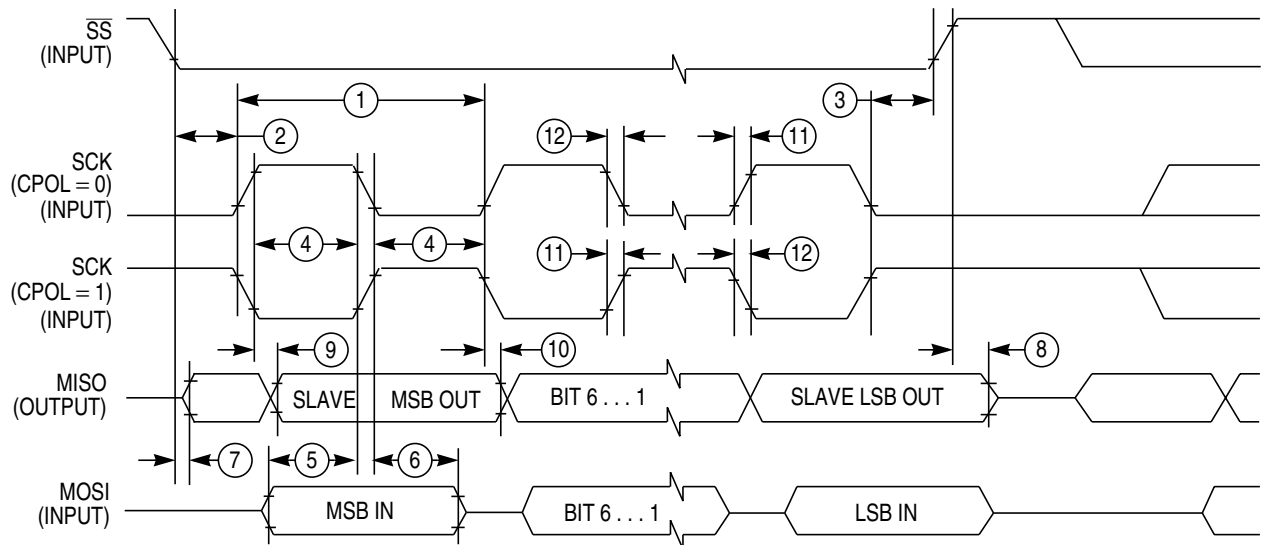 SS
(INPUT)
1
3
2
12
11
SCK
(CPOL = 0)
(INPUT)
4
4
11
12
SCK
(CPOL = 1)
(INPUT)
9
10
8
MISO
(OUTPUT)
SLAVE
MSB OUT
BIT 6 . . . 1
SLAVE LSB OUT
7
5
6
MOSI
(INPUT)
MSB IN
BIT 6 . . . 1
LSB IN